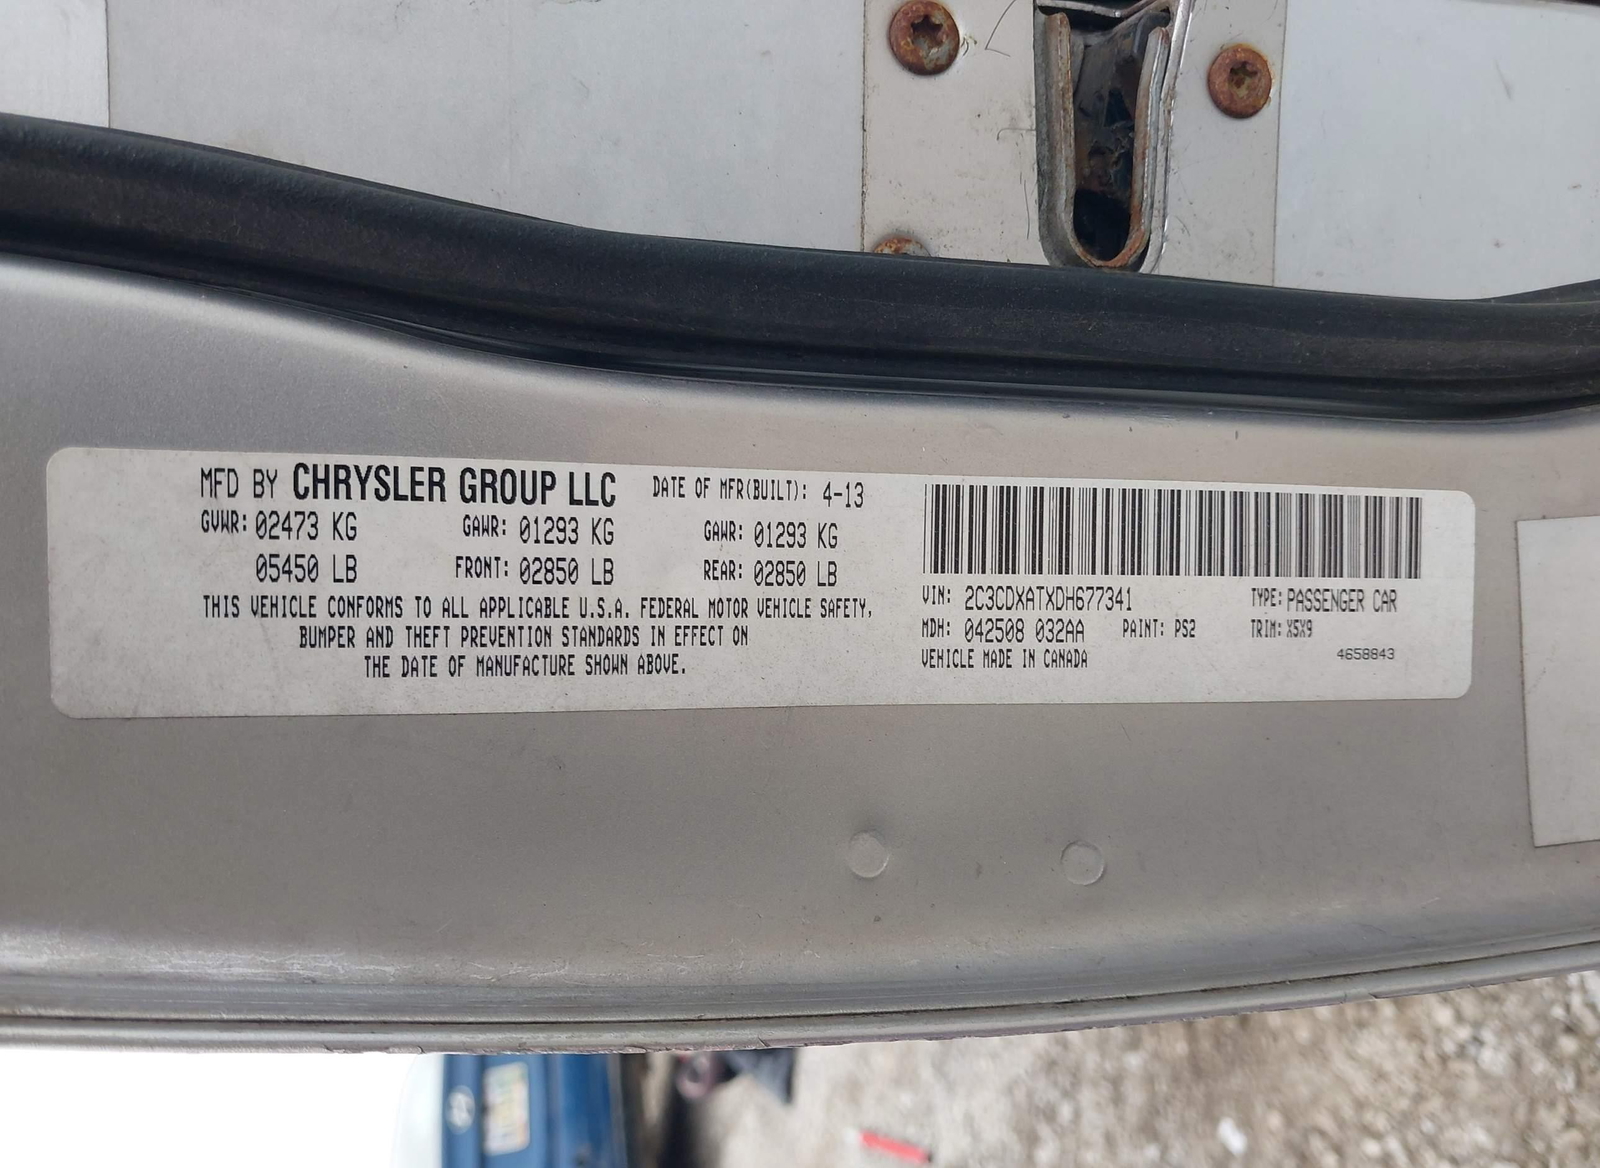 MFD BY CHRYSLER GROUP LLC DATE OF MFR(BUILT): 4-13
GVWR: 02473 KG GAWR: 01293 KG GAWR: 01293 KG
05450 LB FRONT: 02850 LB REAR: 02850 LB
THIS VEHICLE CONFORMS TO ALL APPLICABLE U.S.A. FEDERAL MOTOR VEHICLE SAFETY,
BUMPER AND THEFT PREVENTION STANDARDS IN EFFECT ON
THE DATE OF MANUFACTURE SHOWN ABOVE.
VIN: 2C3CDXATXDH677341 TYPE: PASSENGER CAR
MDH: 042508 032AA PAINT: PS2 TRIM: X5X9
VEHICLE MADE IN CANADA 4658843